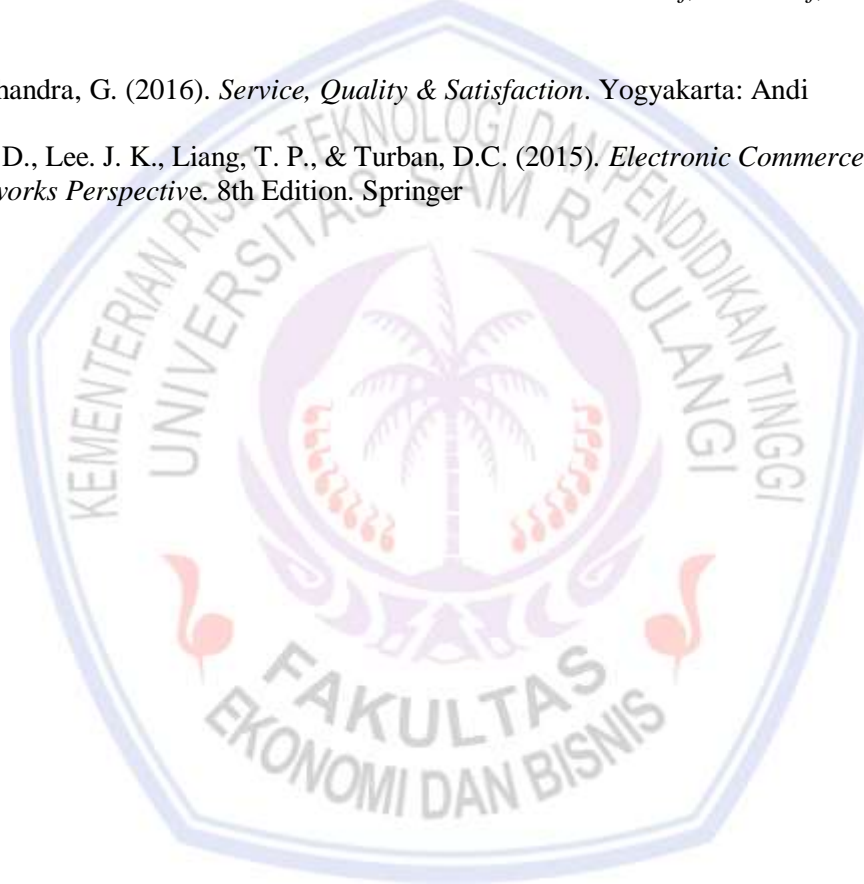 handra, G. (2016). Service, Quality & Satisfaction. Yogyakarta: Andi
D., Lee. J. K., Liang, T. P., & Turban, D.C. (2015). Electronic Commerce
works Perspective. 8th Edition. Springer
KEMENTERIAN RISET TEKNOLOGI DAN PENDIDIKAN TINGGI
UNIVERSITAS SAM RATULANGI
FAKULTAS
EKONOMI DAN BISNIS